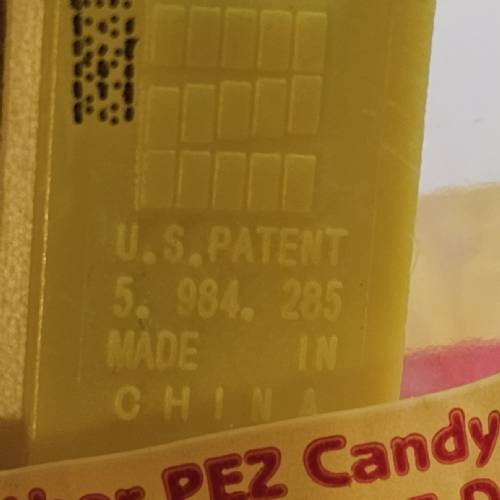 U.S.PATENT
5. 984. 285
MADE IN
CHINA
PEZ Candy